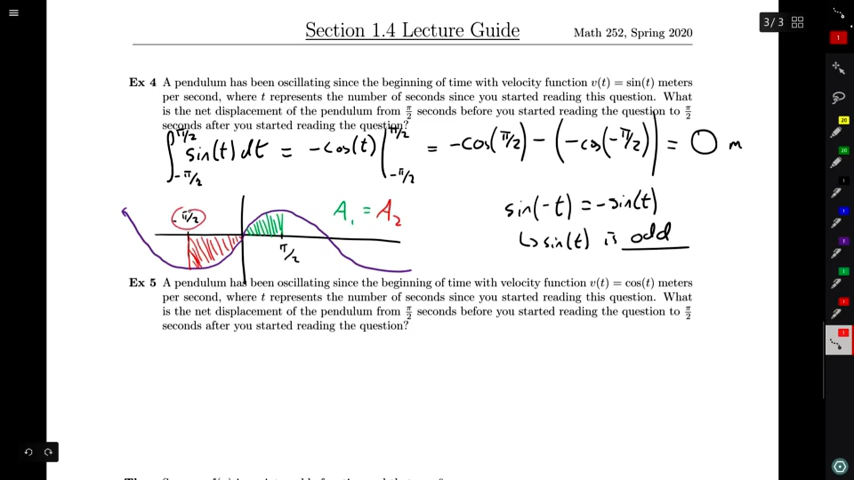 Section 1.4 Lecture Guide
Math 252, Spring 2020
3/3
Ex 4 A pendulum has been oscillating since the beginning of time with velocity function v(t) = sin(t) meters
per second, where t represents the number of seconds since you started reading this question. What
is the net displacement of the pendulum from π/2 seconds before you started reading the question to π/2
seconds after you started reading the question?
∫_{-π/2}^{π/2} sin(t) dt = -cos(t) |_{-π/2}^{π/2} = -cos(π/2) - (-cos(-π/2)) = 0 m
-π/2
π/2
A₁ = A₂
sin(-t) = -sin(t)
↳ sin(t) is odd
Ex 5 A pendulum has been oscillating since the beginning of time with velocity function v(t) = cos(t) meters
per second, where t represents the number of seconds since you started reading this question. What
is the net displacement of the pendulum from π/2 seconds before you started reading the question to π/2
seconds after you started reading the question?